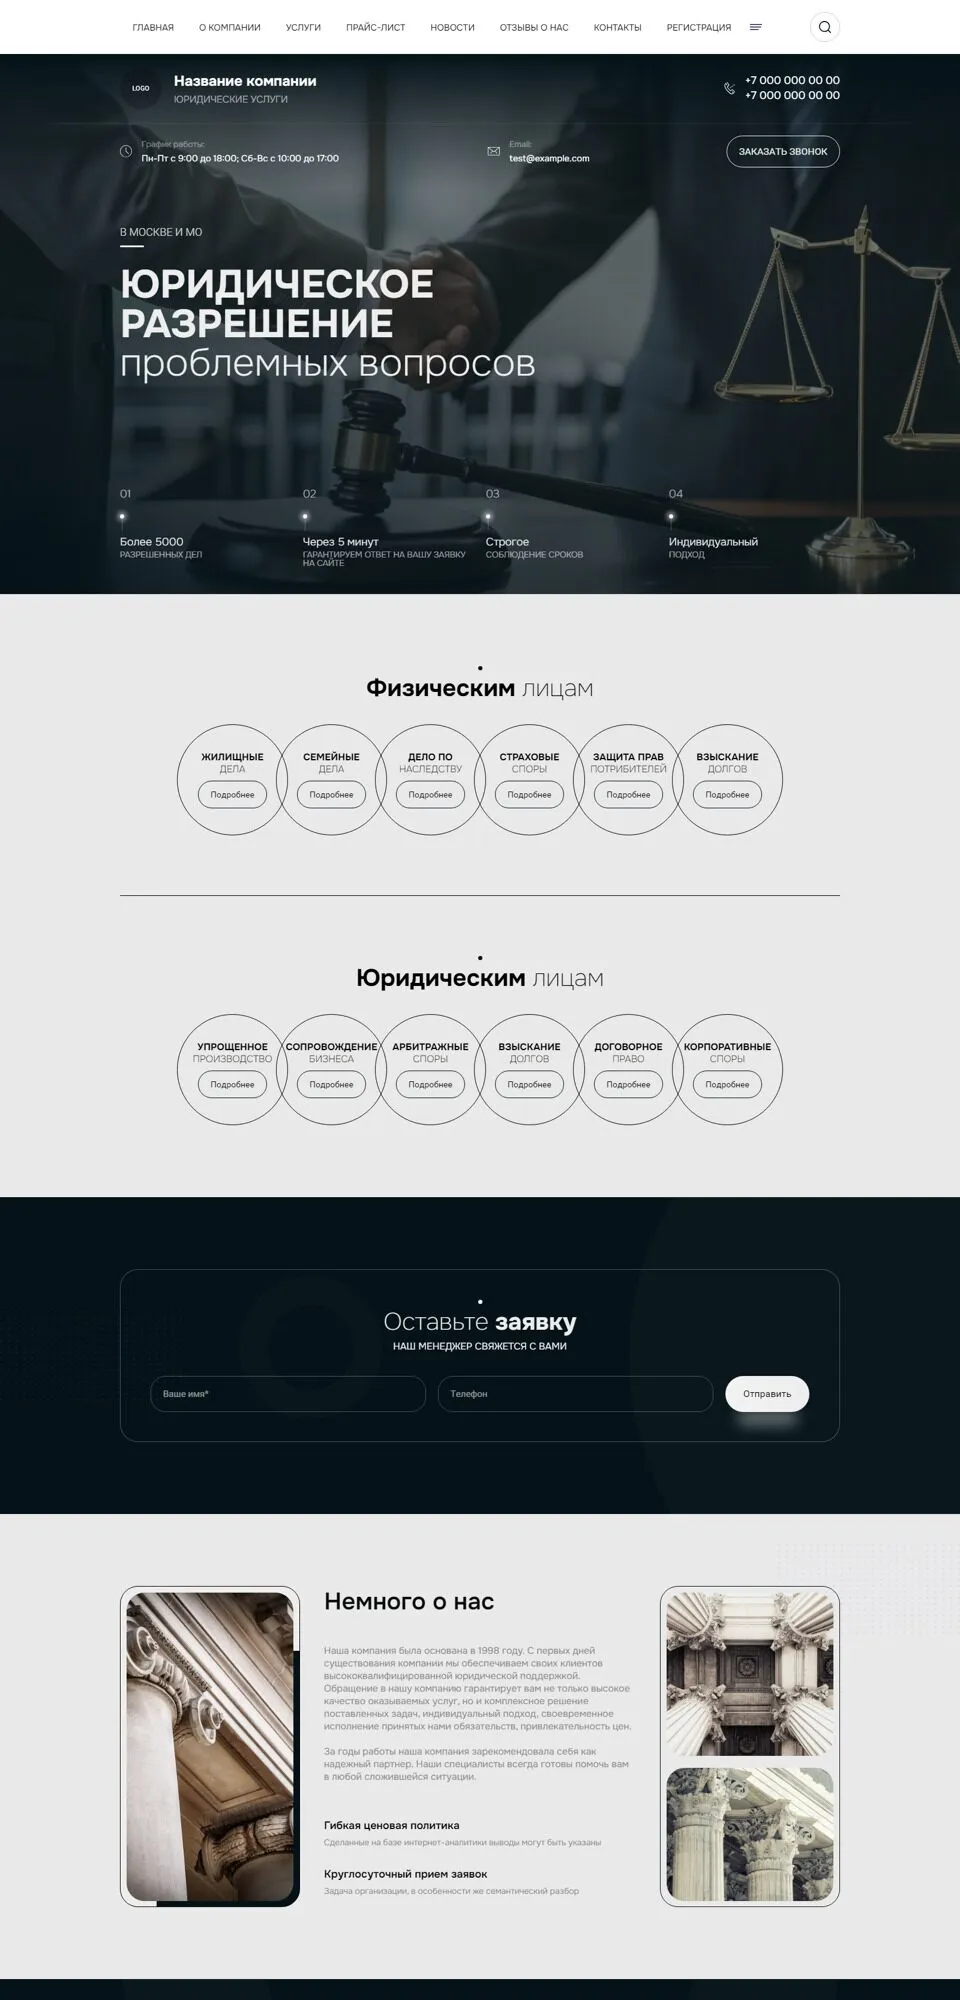 ГЛАВНАЯ О КОМПАНИИ УСЛУГИ ПРАЙС-ЛИСТ НОВОСТИ ОТЗЫВЫ О НАС КОНТАКТЫ РЕГИСТРАЦИЯ
LOGO
Название компании
ЮРИДИЧЕСКИЕ УСЛУГИ
+7 000 000 00 00
+7 000 000 00 00
График работы:
Пн-Пт с 9:00 до 18:00; Сб-Вс с 10:00 до 17:00
Email:
test@example.com
ЗАКАЗАТЬ ЗВОНОК
В МОСКВЕ И МО
ЮРИДИЧЕСКОЕ
РАЗРЕШЕНИЕ
проблемных вопросов
01
Более 5000
РАЗРЕШЕННЫХ ДЕЛ
02
Через 5 минут
ГАРАНТИРУЕМ ОТВЕТ НА ВАШУ ЗАЯВКУ
НА САЙТЕ
03
Строгое
СОБЛЮДЕНИЕ СРОКОВ
04
Индивидуальный
ПОДХОД
Физическим лицам
ЖИЛИЩНЫЕ
ДЕЛА
Подробнее
СЕМЕЙНЫЕ
ДЕЛА
Подробнее
ДЕЛО ПО
НАСЛЕДСТВУ
Подробнее
СТРАХОВЫЕ
СПОРЫ
Подробнее
ЗАЩИТА ПРАВ
ПОТРИБИТЕЛЕЙ
Подробнее
ВЗЫСКАНИЕ
ДОЛГОВ
Подробнее
Юридическим лицам
УПРОЩЕННОЕ
ПРОИЗВОДСТВО
Подробнее
СОПРОВОЖДЕНИЕ
БИЗНЕСА
Подробнее
АРБИТРАЖНЫЕ
СПОРЫ
Подробнее
ВЗЫСКАНИЕ
ДОЛГОВ
Подробнее
ДОГОВОРНОЕ
ПРАВО
Подробнее
КОРПОРАТИВНЫЕ
СПОРЫ
Подробнее
Оставьте заявку
НАШ МЕНЕДЖЕР СВЯЖЕТСЯ С ВАМИ
Ваше имя*
Телефон
Отправить
Немного о нас
Наша компания была основана в 1998 году. С первых дней
существования компании мы обеспечиваем своих клиентов
высококвалифицированной юридической поддержкой.
Обращение в нашу компанию гарантирует вам не только высокое
качество оказываемых услуг, но и комплексное решение
поставленных задач, индивидуальный подход, своевременное
исполнение принятых нами обязательств, привлекательность цен.
За годы работы наша компания зарекомендовала себя как
надежный партнер. Наши специалисты всегда готовы помочь вам
в любой сложившейся ситуации.
Гибкая ценовая политика
Сделанные на базе интернет-аналитики выводы могут быть указаны
Круглосуточный прием заявок
Задача организации, в особенности же семантический разбор